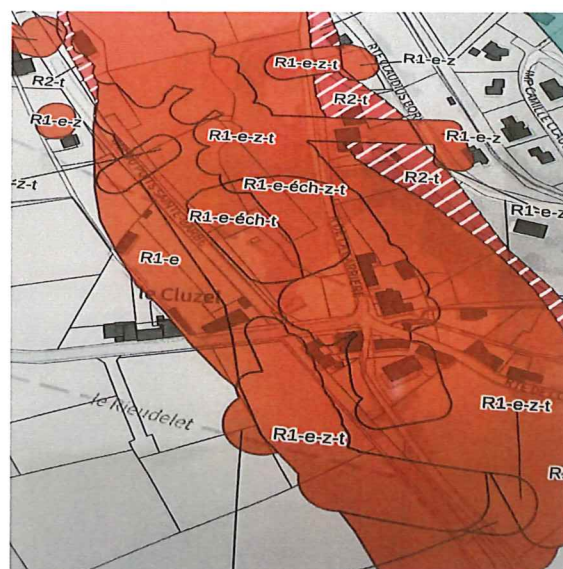 R1-e-z-t
R1-e-z
R2-t
R2-t
R1-e-z
R1-e-z-t
R1-e-z
R2-t
R1-e-éch-z-t
R1-e-éch-t
R1-e-z
R1-e
le Cluzel
le Rieudelet
R1-e-z-t
R1-e-z-t